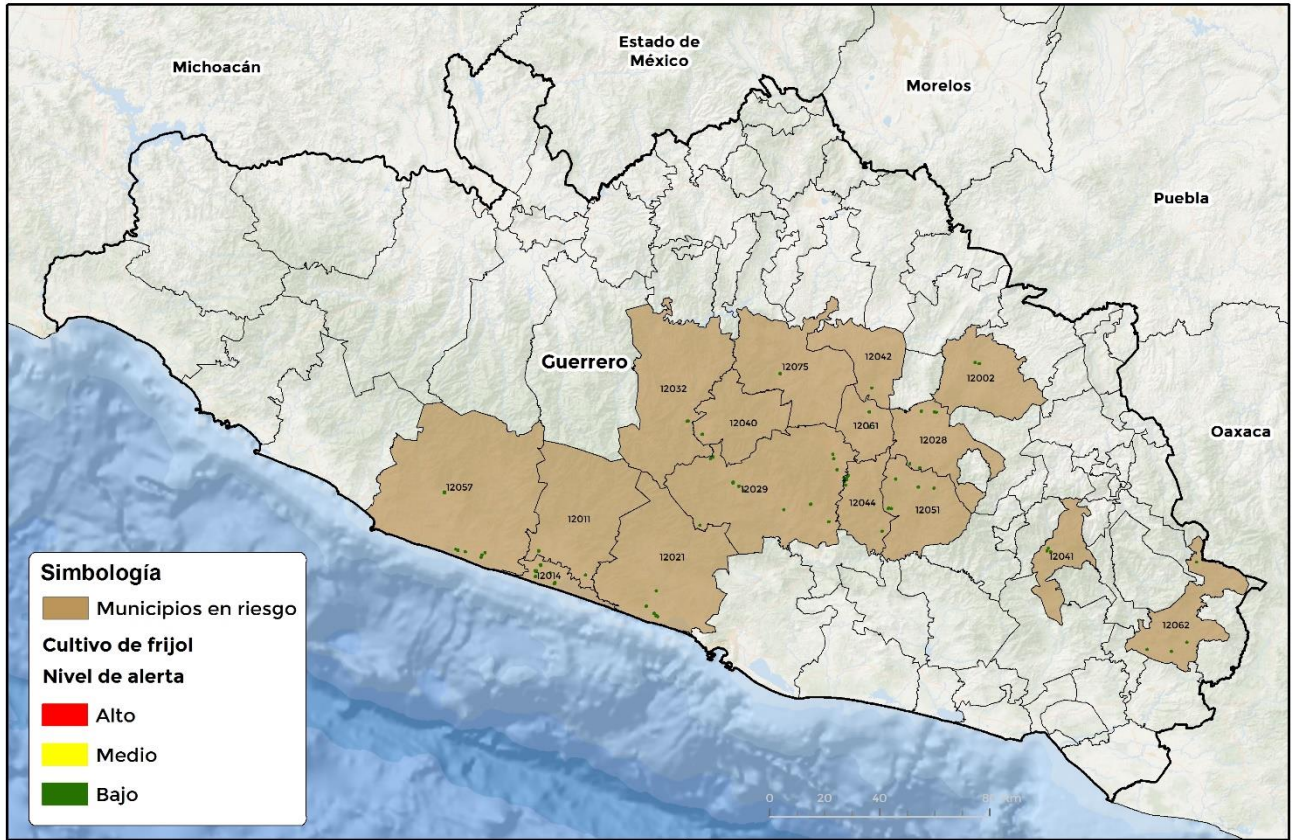 Estado de
México
Michoacán
Morelos
Puebla
Guerrero
12042
12075
12002
12032
12040
12061
Oaxaca
12028
12057
12029
12044
12051
12011
12041
12021
12014
12062
Simbología
Municipios en riesgo
Cultivo de frijol
Nivel de alerta
Alto
Medio
Bajo
0 20 40